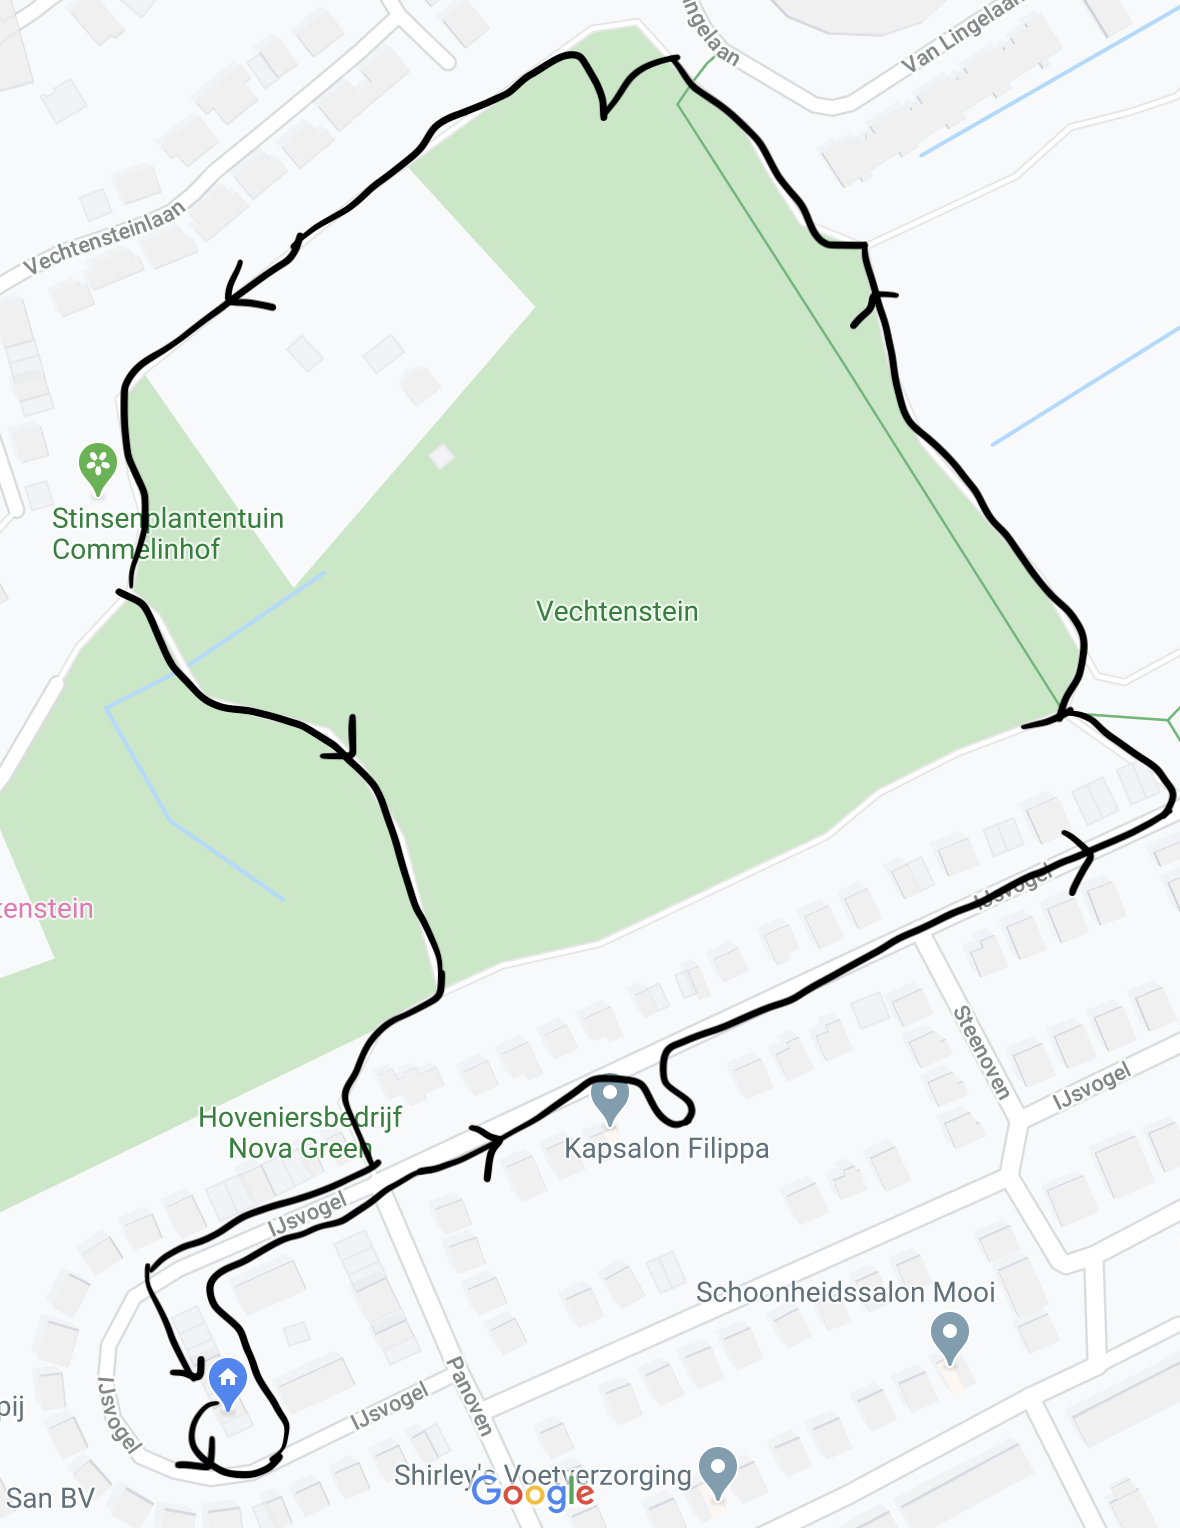 ngelaan
Van Lingelaan
Vechtensteinlaan
Stinsenplantentuin
Commelinhof
Vechtenstein
tenstein
IJsvogel
Steenoven
IJsvogel
Hoveniersbedrijf
Nova Green
Kapsalon Filippa
IJsvogel
Schoonheidssalon Mooi
Panoven
IJsvogel
IJsvogel
pij
Shirley's Voetverzorging
San BV
Google